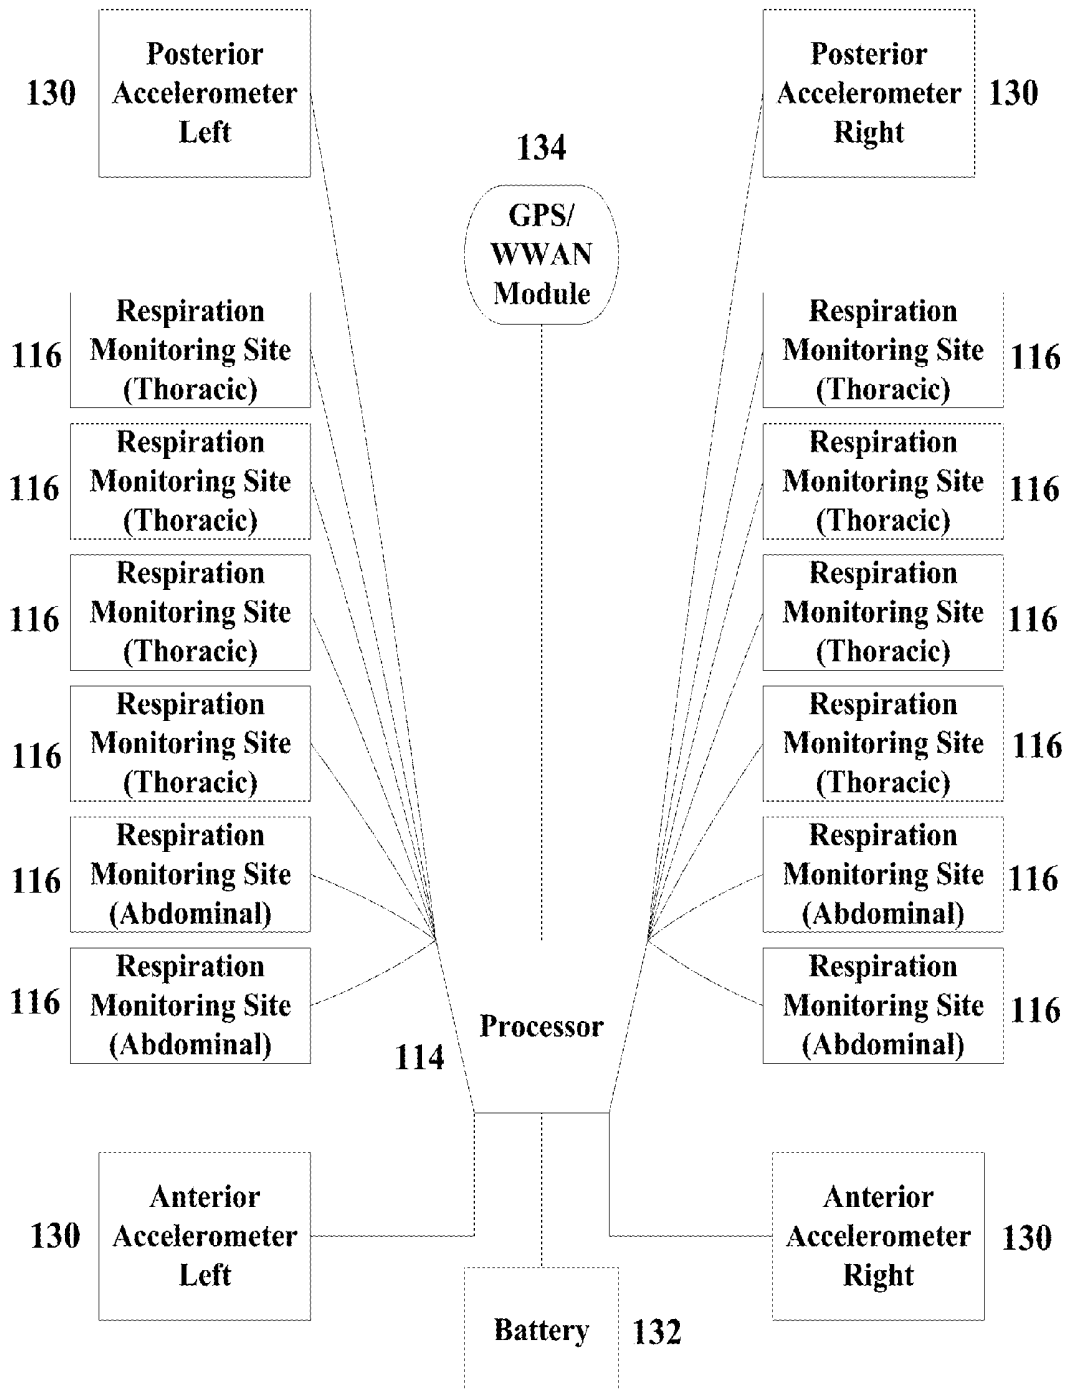 Posterior
Accelerometer
Left
130
Posterior
Accelerometer
Right
130
134
GPS/
WWAN
Module
Respiration
Monitoring Site
(Thoracic)
116
Respiration
Monitoring Site
(Thoracic)
116
Respiration
Monitoring Site
(Thoracic)
116
Respiration
Monitoring Site
(Thoracic)
116
Respiration
Monitoring Site
(Thoracic)
116
Respiration
Monitoring Site
(Thoracic)
116
Respiration
Monitoring Site
(Thoracic)
116
Respiration
Monitoring Site
(Thoracic)
116
Respiration
Monitoring Site
(Abdominal)
116
Respiration
Monitoring Site
(Abdominal)
116
Respiration
Monitoring Site
(Abdominal)
116
Respiration
Monitoring Site
(Abdominal)
116
Processor
114
Anterior
Accelerometer
Left
130
Anterior
Accelerometer
Right
130
Battery
132